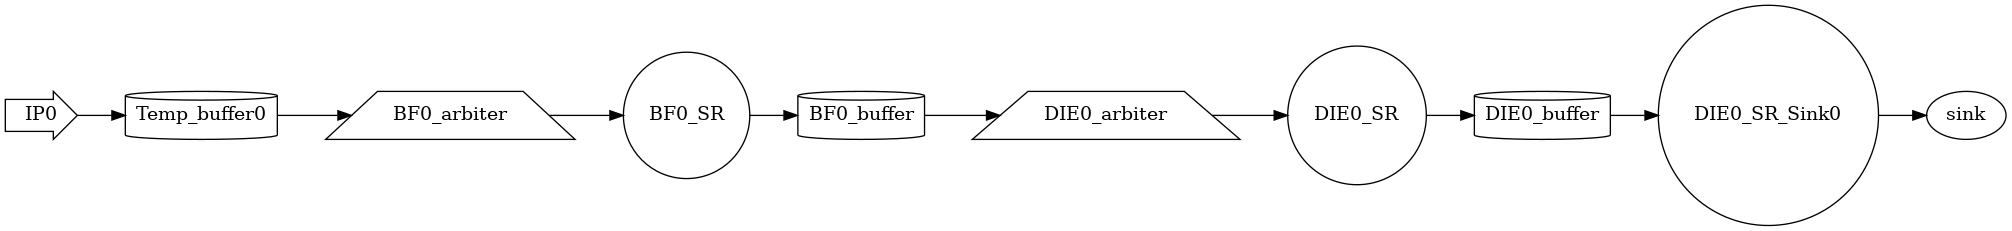 IP0
Temp_buffer0
BF0_arbiter
BF0_SR
BF0_buffer
DIE0_arbiter
DIE0_SR
DIE0_buffer
DIE0_SR_Sink0
sink